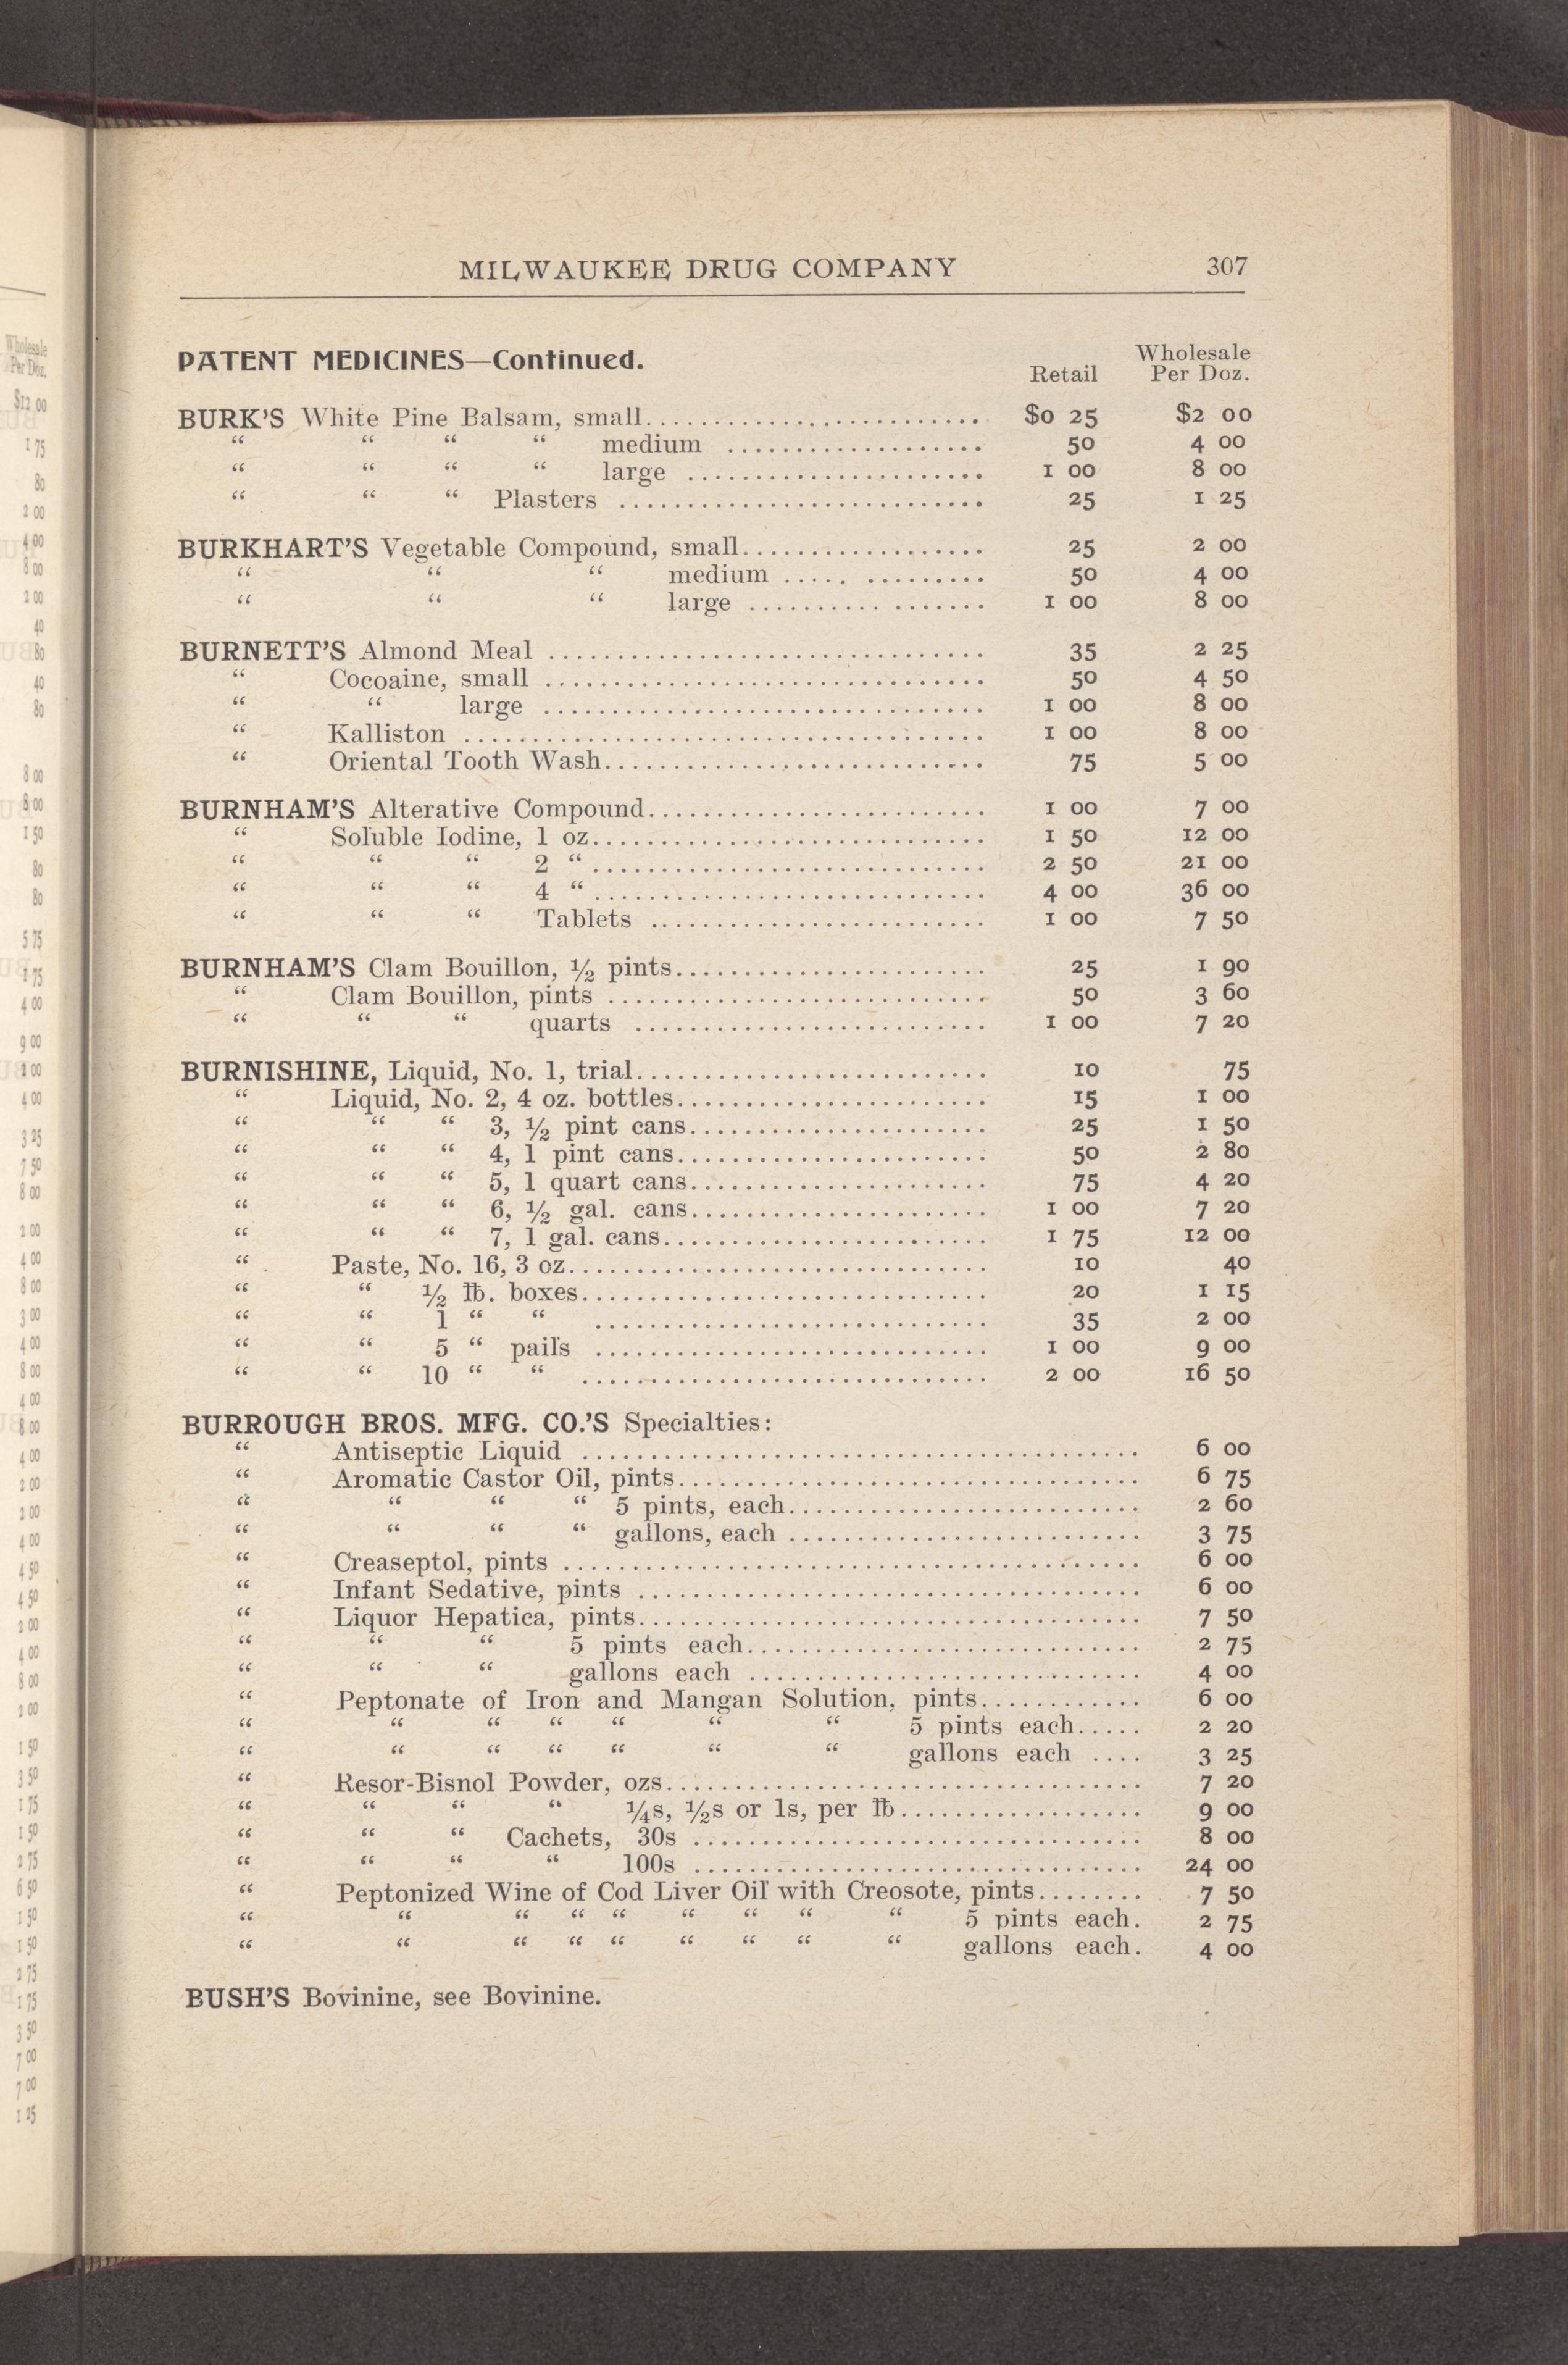 MILWAUKEE DRUG COMPANY 307
PATENT MEDICINES—Continued.
Retail
Wholesale
Per Doz.
BURK'S White Pine Balsam, small.......................... $0 25 $2 00
“ “ “ “ medium ................... 50 4 00
“ “ “ “ large ...................... 1 00 8 00
“ “ “ Plasters ........................... 25 1 25
BURKHART'S Vegetable Compound, small.................. 25 2 00
“ “ “ medium ..... ......... 50 4 00
“ “ “ large .......... ....... 1 00 8 00
BURNETT'S Almond Meal ................................ 35 2 25
“ Cocoaine, small ................................ 50 4 50
“ “ large ................................ 1 00 8 00
“ Kalliston ...................................... 1 00 8 00
“ Oriental Tooth Wash............................ 75 5 00
BURNHAM'S Alterative Compound......................... 1 00 7 00
“ Soluble Iodine, 1 oz............................. 1 50 12 00
“ “ “ 2 “............................. 2 50 21 00
“ “ “ 4 “............................. 4 00 36 00
“ “ “ Tablets ......................... 1 00 7 50
BURNHAM'S Clam Bouillon, ½ pints....................... 25 1 90
“ Clam Bouillon, pints ............................ 50 3 60
“ “ “ quarts .......................... 1 00 7 20
BURNISHINE, Liquid, No. 1, trial.......................... 10 75
“ Liquid, No. 2, 4 oz. bottles....................... 15 1 00
“ “ “ 3, ½ pint cans...................... 25 1 50
“ “ “ 4, 1 pint cans....................... 50 2 80
“ “ “ 5, 1 quart cans...................... 75 4 20
“ “ “ 6, ½ gal. cans...................... 1 00 7 20
“ “ “ 7, 1 gal. cans........................ 1 75 12 00
“ Paste, No. 16, 3 oz............................... 10 40
“ “ ½ ℔. boxes.............................. 20 1 15
“ “ 1 “ “ ............................. 35 2 00
“ “ 5 “ pails ............................. 1 00 9 00
“ “ 10 “ “ .............................. 2 00 16 50
BURROUGH BROS. MFG. CO.'S Specialties:
“ Antiseptic Liquid ......................................... 6 00
“ Aromatic Castor Oil, pints.................................. 6 75
“ “ “ “ 5 pints, each.......................... 2 60
“ “ “ “ gallons, each .......................... 3 75
“ Creaseptol, pints .......................................... 6 00
“ Infant Sedative, pints ..................................... 6 00
“ Liquor Hepatica, pints..................................... 7 50
“ “ “ 5 pints each............................. 2 75
“ “ “ gallons each ............................. 4 00
“ Peptonate of Iron and Mangan Solution, pints............ 6 00
“ “ “ “ “ “ “ 5 pints each..... 2 20
“ “ “ “ “ “ “ gallons each .... 3 25
“ Resor-Bisnol Powder, ozs................................... 7 20
“ “ “ “ ¼s, ½s or 1s, per ℔.................. 9 00
“ “ “ Cachets, 30s ................................. 8 00
“ “ “ “ 100s ................................. 24 00
“ Peptonized Wine of Cod Liver Oil with Creosote, pints........ 7 50
“ “ “ “ “ “ “ “ “ 5 pints each. 2 75
“ “ “ “ “ “ “ “ “ gallons each. 4 00
BUSH'S Bovinine, see Bovinine.